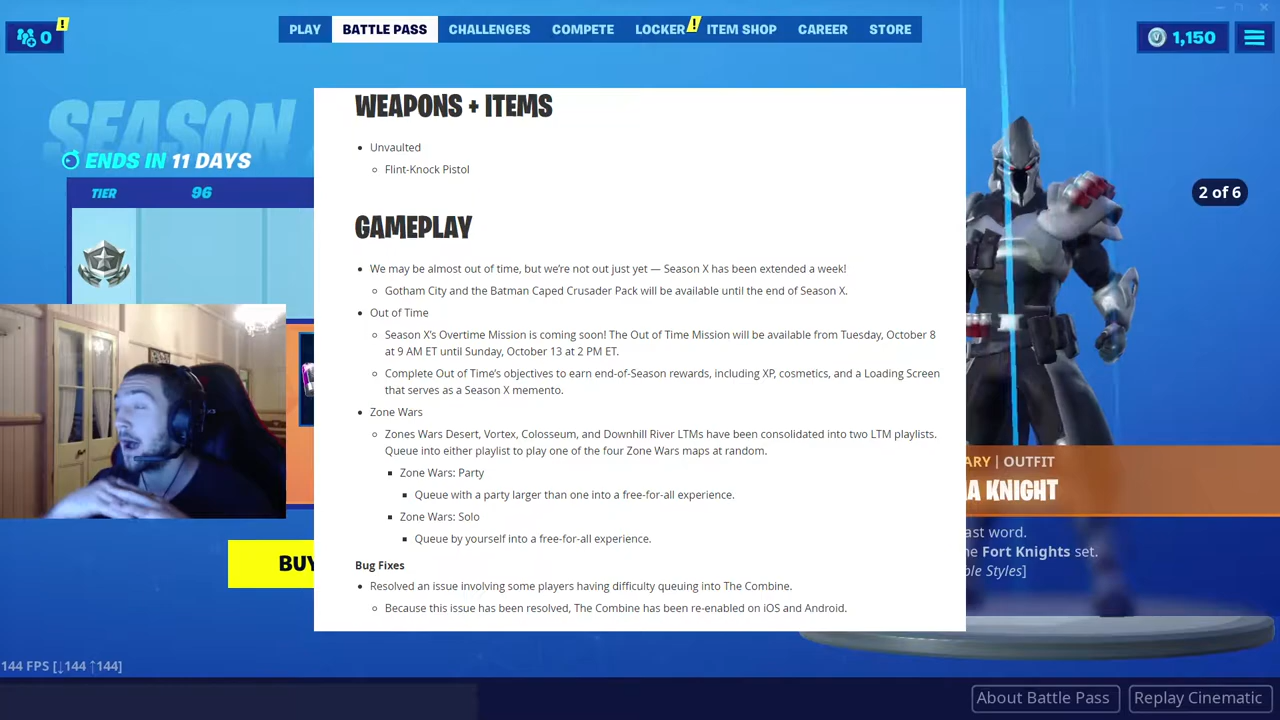 0
!
PLAY
BATTLE PASS
CHALLENGES
COMPETE
LOCKER
!
ITEM SHOP
CAREER
STORE
1,150
SEASON
ENDS IN 11 DAYS
TIER
96
WEAPONS + ITEMS
Unvaulted
Flint-Knock Pistol
GAMEPLAY
We may be almost out of time, but we're not out just yet — Season X has been extended a week!
Gotham City and the Batman Caped Crusader Pack will be available until the end of Season X.
Out of Time
Season X's Overtime Mission is coming soon! The Out of Time Mission will be available from Tuesday, October 8
at 9 AM ET until Sunday, October 13 at 2 PM ET.
Complete Out of Time's objectives to earn end-of-Season rewards, including XP, cosmetics, and a Loading Screen
that serves as a Season X memento.
Zone Wars
Zones Wars Desert, Vortex, Colosseum, and Downhill River LTMs have been consolidated into two LTM playlists.
Queue into either playlist to play one of the four Zone Wars maps at random.
Zone Wars: Party
Queue with a party larger than one into a free-for-all experience.
Zone Wars: Solo
Queue by yourself into a free-for-all experience.
Bug Fixes
Resolved an issue involving some players having difficulty queuing into The Combine.
Because this issue has been resolved, The Combine has been re-enabled on iOS and Android.
2 of 6
ARY | OUTFIT
A KNIGHT
ast word.
ne Fort Knights set.
ble Styles]
BUY
144 FPS [↓144 ↑144]
About Battle Pass
Replay Cinematic